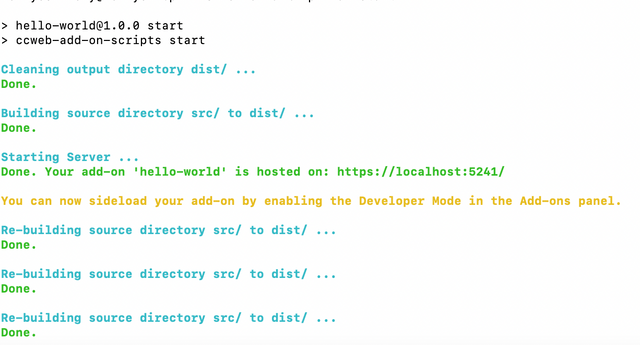 > hello-world@1.0.0 start
> ccweb-add-on-scripts start
Cleaning output directory dist/ ...
Done.
Building source directory src/ to dist/ ...
Done.
Starting Server ...
Done. Your add-on 'hello-world' is hosted on: https://localhost:5241/
You can now sideload your add-on by enabling the Developer Mode in the Add-ons panel.
Re-building source directory src/ to dist/ ...
Done.
Re-building source directory src/ to dist/ ...
Done.
Re-building source directory src/ to dist/ ...
Done.